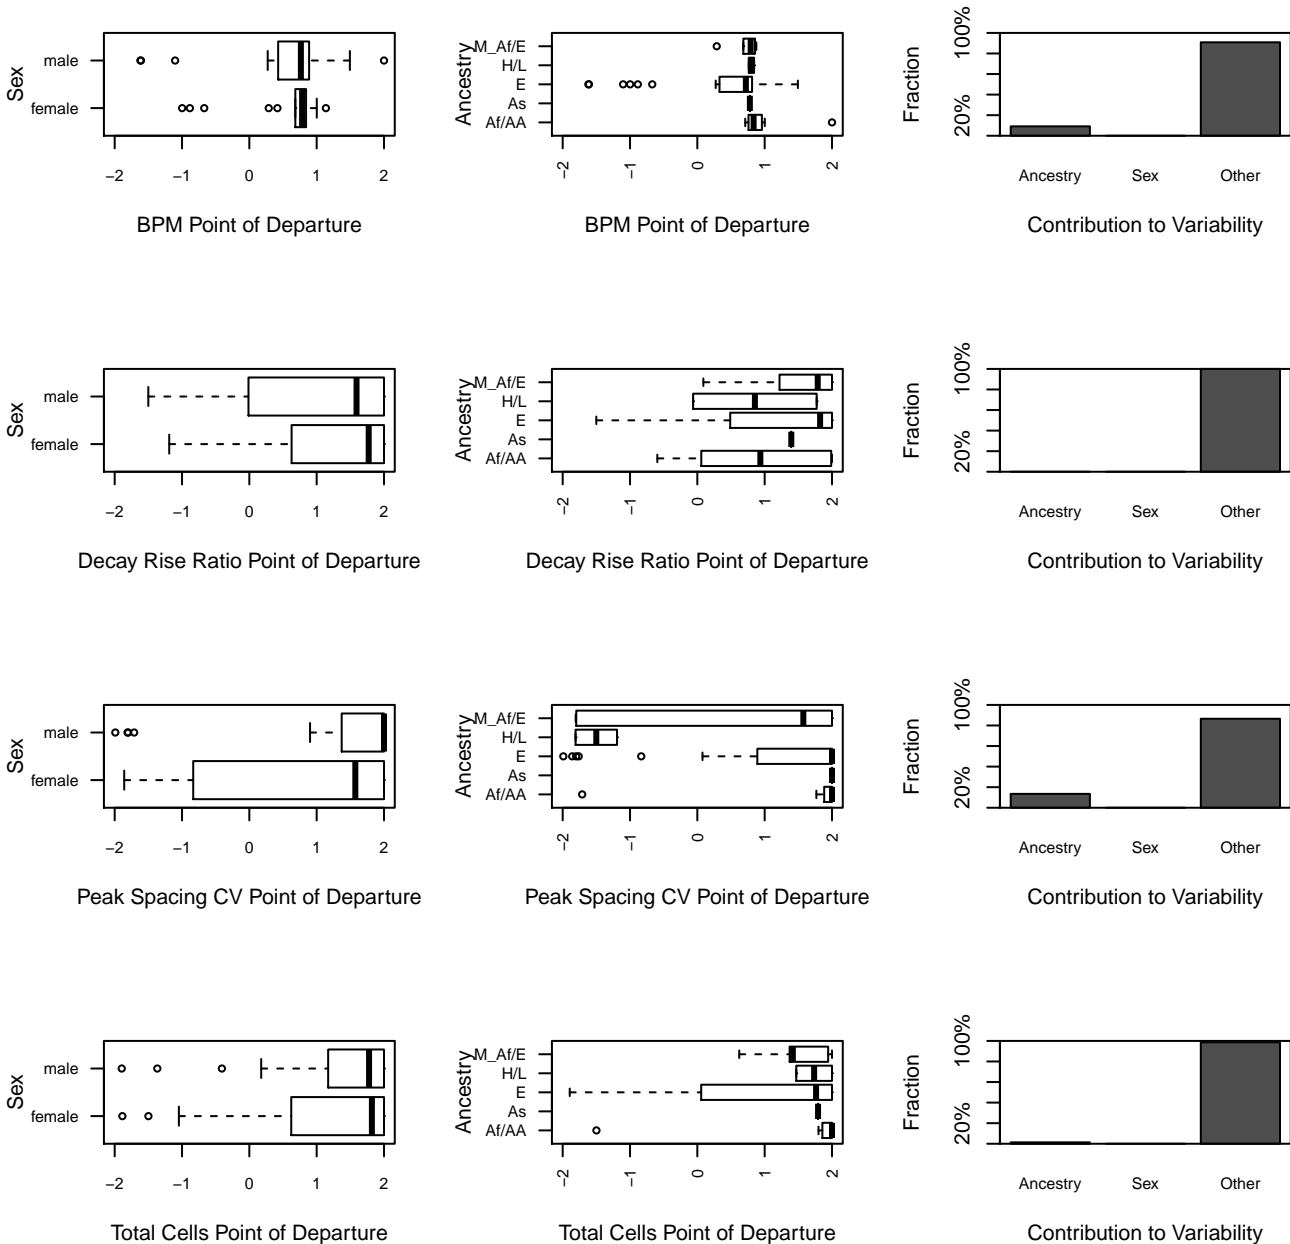 Sex
male
female
−2 −1 0 1 2
BPM Point of Departure
Ancestry
M_Af/E
H/L
E
As
Af/AA
−2 −1 0 1 2
BPM Point of Departure
Fraction
20% 100%
Ancestry Sex Other
Contribution to Variability
Sex
male
female
−2 −1 0 1 2
Decay Rise Ratio Point of Departure
Ancestry
M_Af/E
H/L
E
As
Af/AA
−2 −1 0 1 2
Decay Rise Ratio Point of Departure
Fraction
20% 100%
Ancestry Sex Other
Contribution to Variability
Sex
male
female
−2 −1 0 1 2
Peak Spacing CV Point of Departure
Ancestry
M_Af/E
H/L
E
As
Af/AA
−2 −1 0 1 2
Peak Spacing CV Point of Departure
Fraction
20% 100%
Ancestry Sex Other
Contribution to Variability
Sex
male
female
−2 −1 0 1 2
Total Cells Point of Departure
Ancestry
M_Af/E
H/L
E
As
Af/AA
−2 −1 0 1 2
Total Cells Point of Departure
Fraction
20% 100%
Ancestry Sex Other
Contribution to Variability